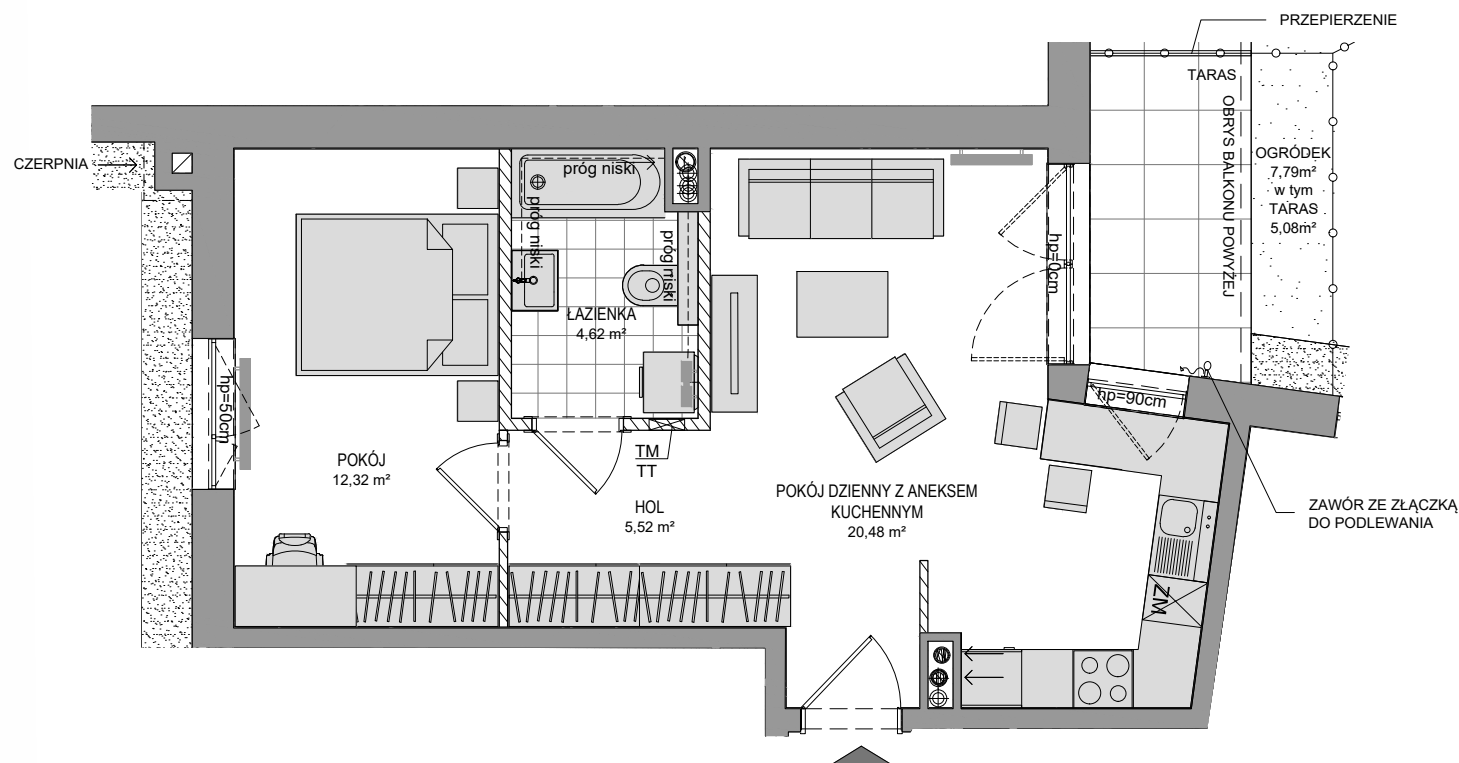 PRZEPIERZENIE
TARAS
OBRYS BALKONU POWYŻEJ
OGRÓDEK
7,79m²
w tym
TARAS
5,08m²
CZERPNIA
próg niski
próg niski
próg niski
hp=0cm
ŁAZIENKA
4,62 m²
hp=56cm
hp=90cm
TM
TT
POKÓJ
12,32 m²
HOL
5,52 m²
POKÓJ DZIENNY Z ANEKSEM
KUCHENNYM
20,48 m²
ZAWÓR ZE ZŁĄCZKĄ
DO PODLEWANIA
ZM